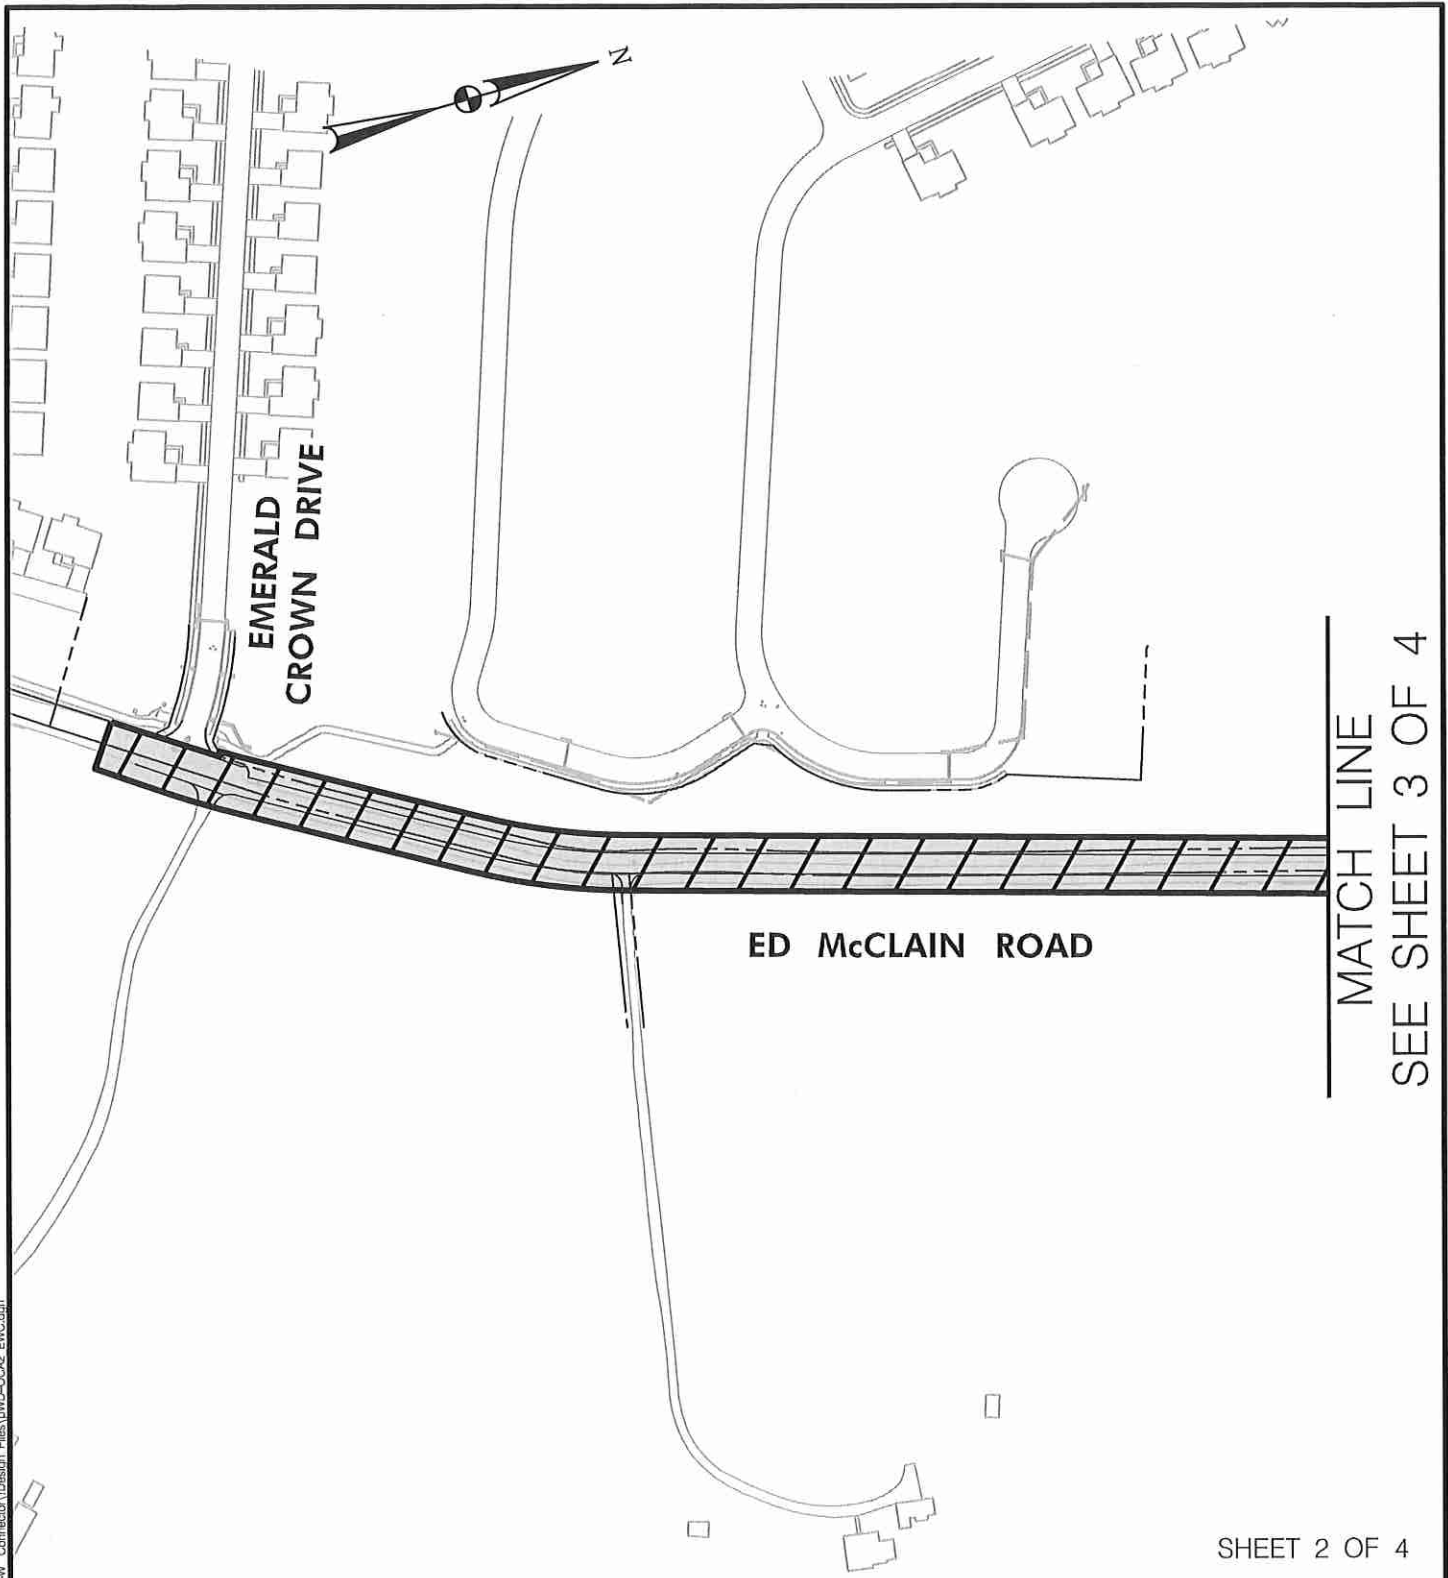 N
EMERALD
CROWN DRIVE
MATCH LINE
SEE SHEET 3 OF 4
ED McCLAIN ROAD
SHEET 2 OF 4